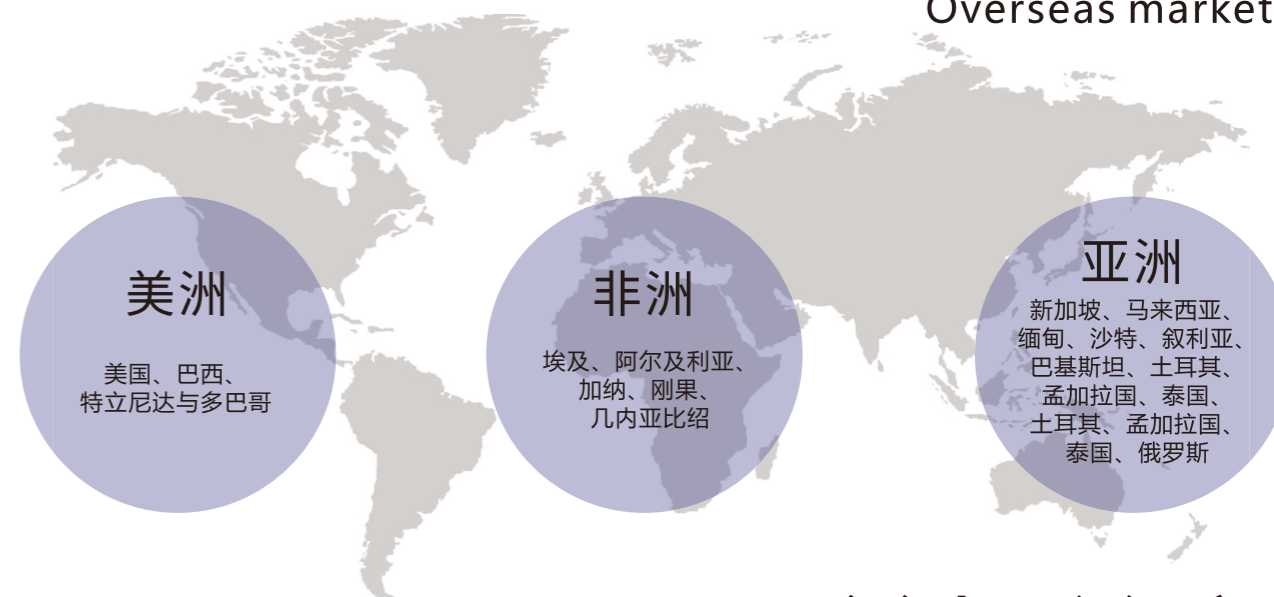 Overseas market
美洲
美国、巴西、
特立尼达与多巴哥
非洲
埃及、阿尔及利亚、
加纳、刚果、
几内亚比绍
亚洲
新加坡、马来西亚、
缅甸、沙特、叙利亚、
巴基斯坦、土耳其、
孟加拉国、泰国、
土耳其、孟加拉国、
泰国、俄罗斯